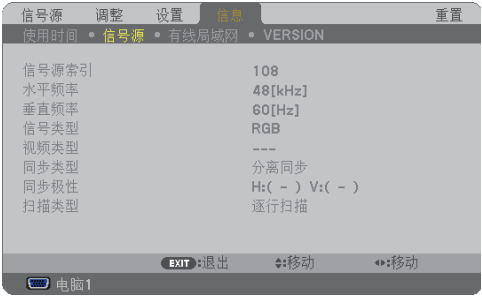 信号源 调整 设置 信息 重置
使用时间 • 信号源 • 有线局域网 • VERSION
信号源索引 108
水平频率 48[kHz]
垂直频率 60[Hz]
信号类型 RGB
视频类型 ---
同步类型 分离同步
同步极性 H:( - ) V:( - )
扫描类型 逐行扫描
EXIT :退出 :移动 :移动
电脑1